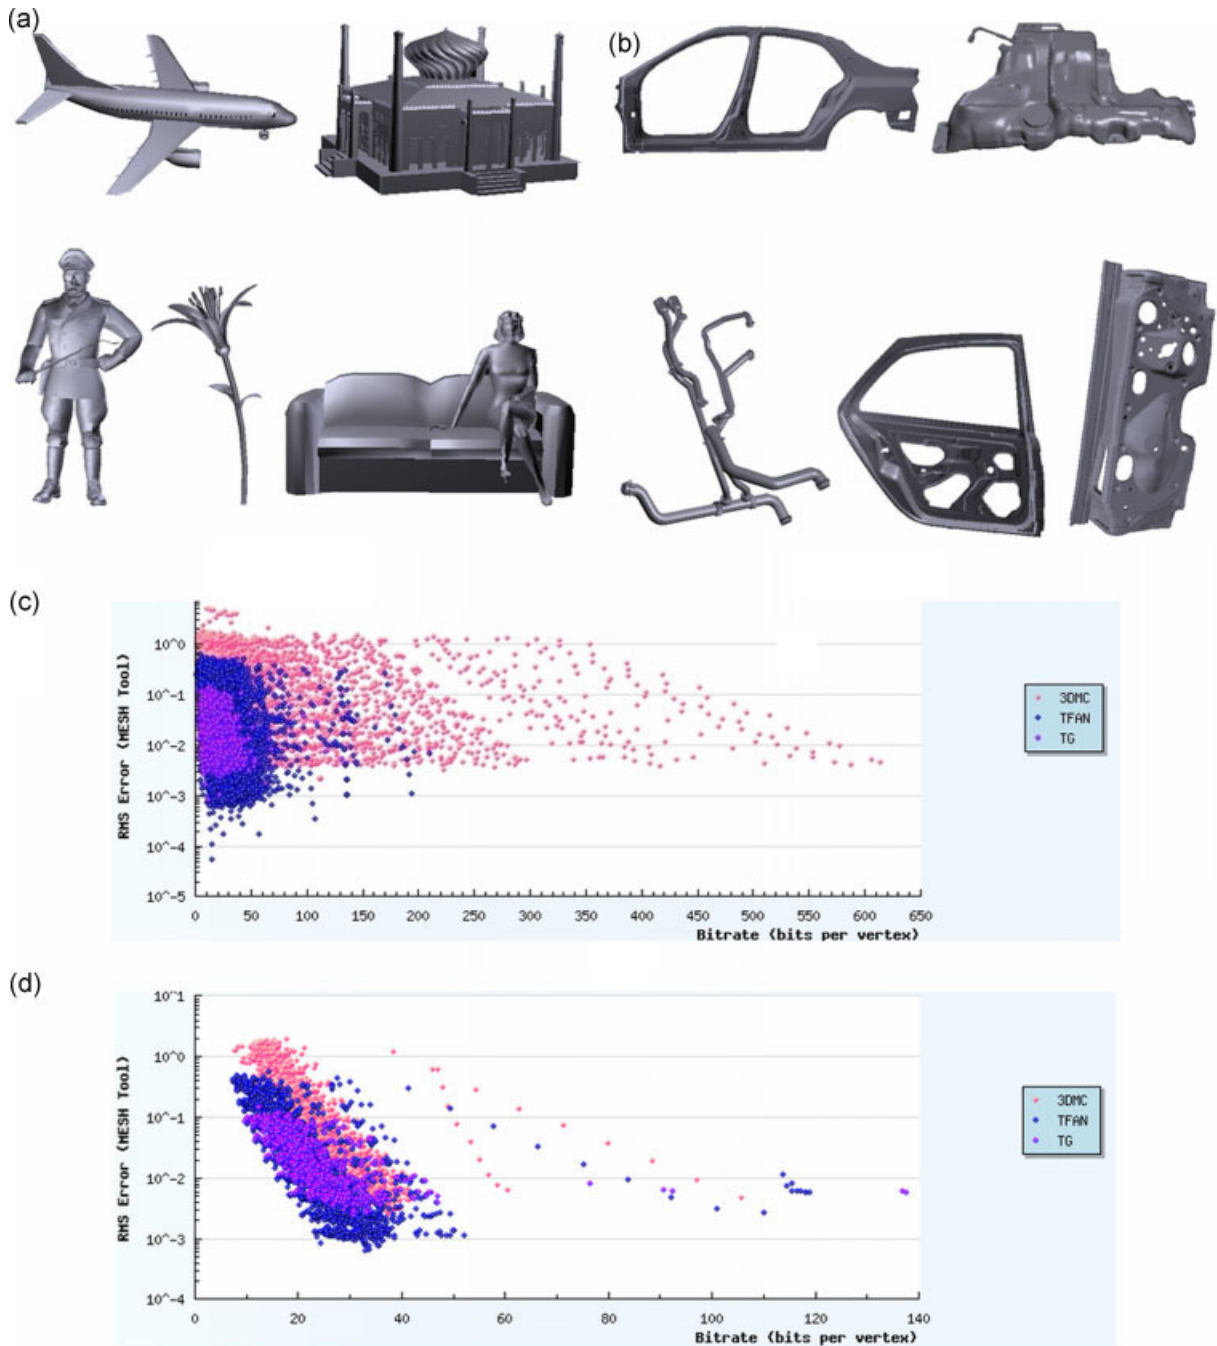 (a)
(b)
(c)
RMS Error (MESH Tool)
10^0
10^-1
10^-2
10^-3
10^-4
10^-5
0 50 100 150 200 250 300 350 400 450 500 550 600 650
Bitrate (bits per vertex)
3DMC
TFAN
TG
(d)
RMS Error (MESH Tool)
10^1
10^0
10^-1
10^-2
10^-3
10^-4
0 20 40 60 80 100 120 140
Bitrate (bits per vertex)
3DMC
TFAN
TG